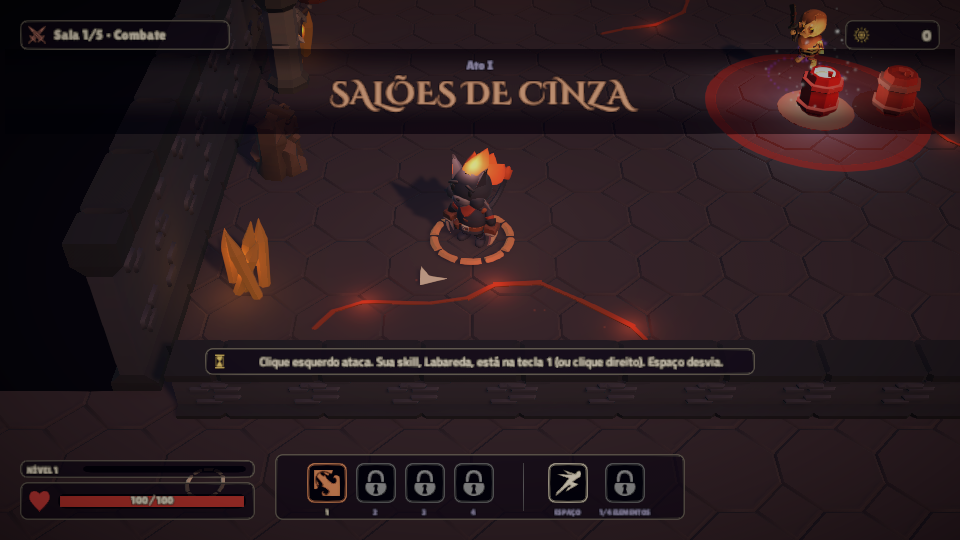 Sala 1/5 - Combate
0
Ato I
SALÕES DE CINZA
Clique esquerdo ataca. Sua skill, Labareda, está na tecla 1 (ou clique direito). Espaço desvia.
NÍVEL 1
100/100
1
2
3
4
ESPAÇO
1/4 ELEMENTOS